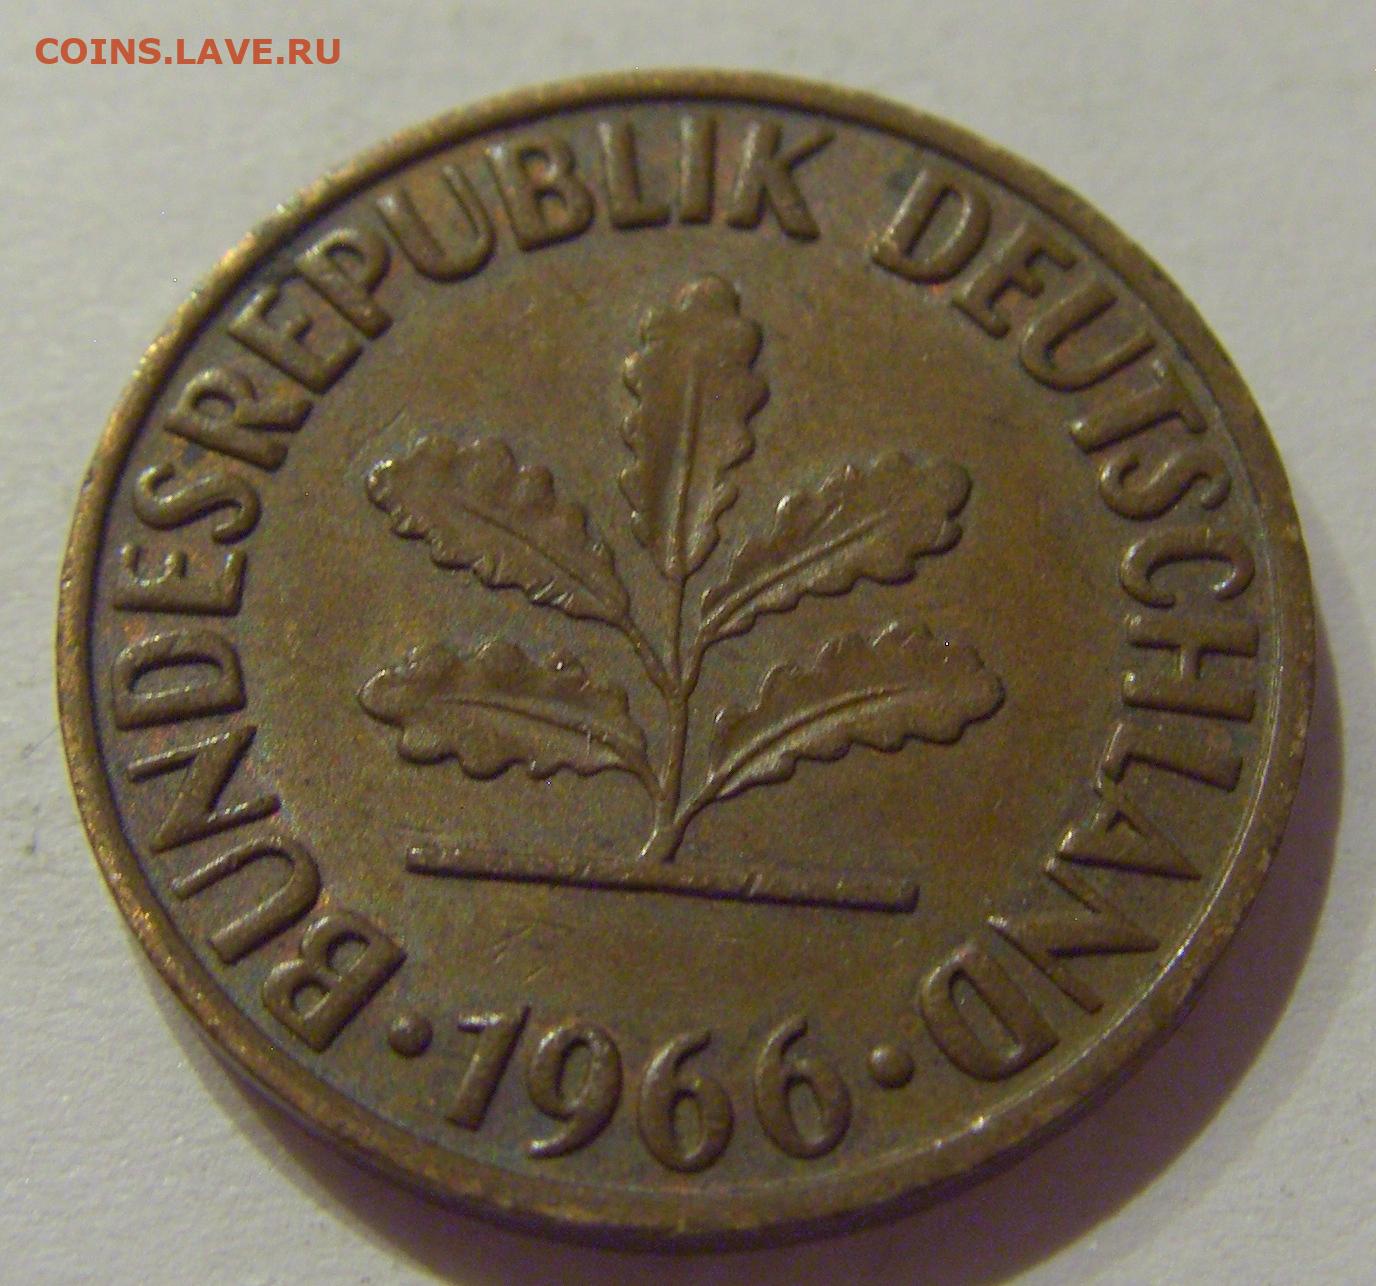 COINS.LAVE.RU
BUNDESREPUBLIK DEUTSCHLAND
· 1966 ·